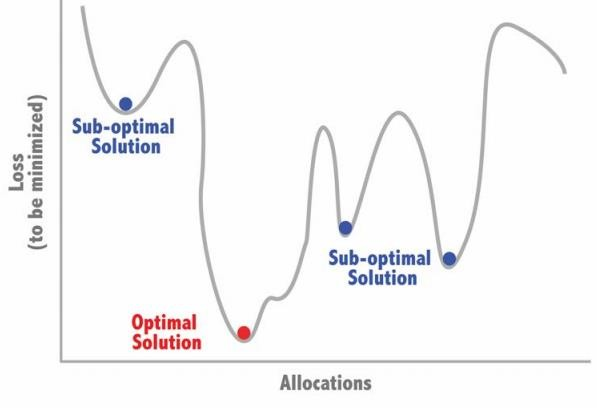 Loss
(to be minimized)
Sub-optimal
Solution
Optimal
Solution
Sub-optimal
Solution
Allocations